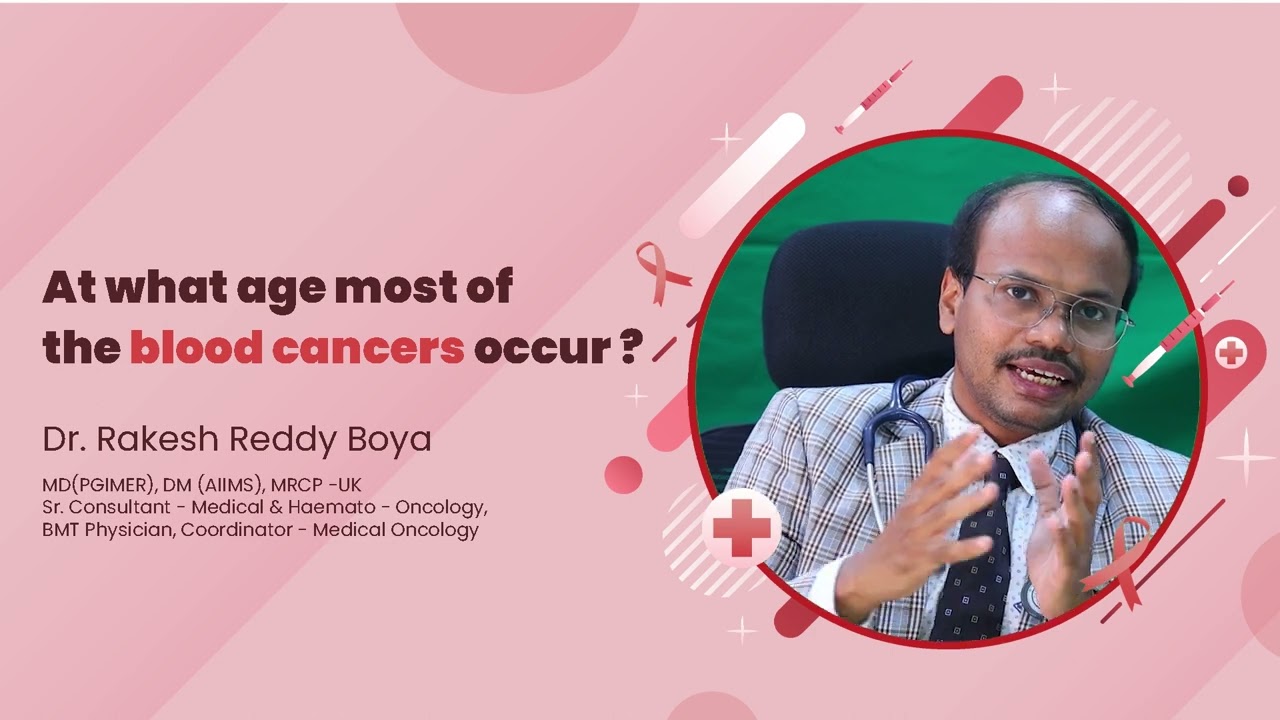 At what age most of
the blood cancers occur ?
Dr. Rakesh Reddy Boya
MD(PGIMER), DM (AIIMS), MRCP -UK
Sr. Consultant - Medical & Haemato - Oncology,
BMT Physician, Coordinator - Medical Oncology